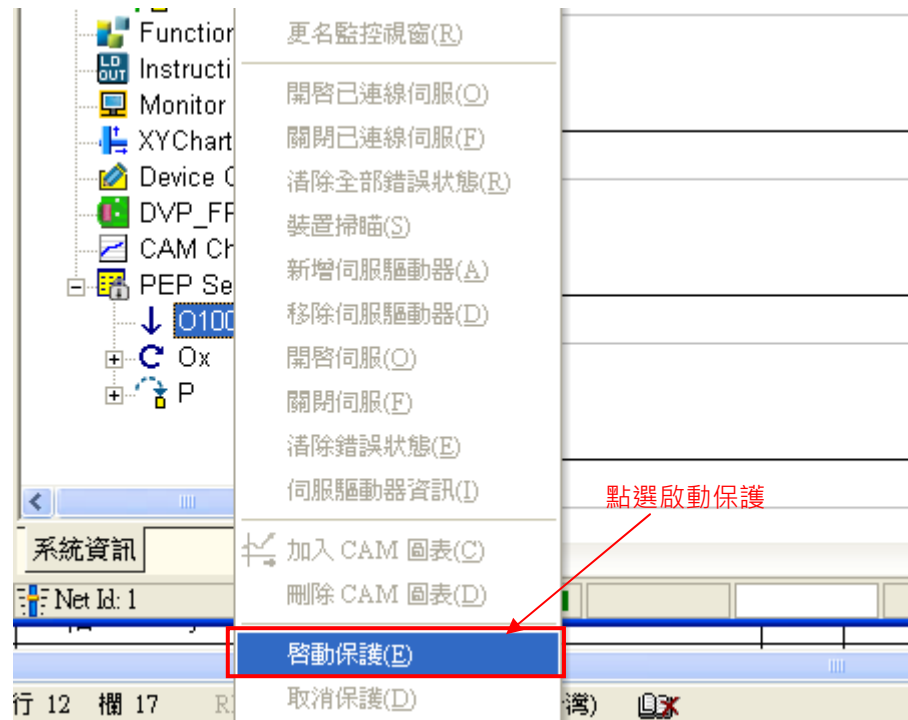 Function
Instructi
Monitor
XYChart
Device
DVP_
CAM Ch
PEP Se
O100
Ox
P
系統資訊
Net Id: 1
更名監控視窗(R)
開啓已連線伺服(O)
關閉已連線伺服(F)
清除全部錯誤狀態(R)
裝置掃瞄(S)
新增伺服驅動器(A)
移除伺服驅動器(D)
開啓伺服(O)
關閉伺服(F)
清除錯誤狀態(E)
伺服驅動器資訊(I)
加入 CAM 圖表(C)
刪除 CAM 圖表(D)
啓動保護(E)
取消保護(D)
點選啟動保護
行 12 欄 17 R 灣)